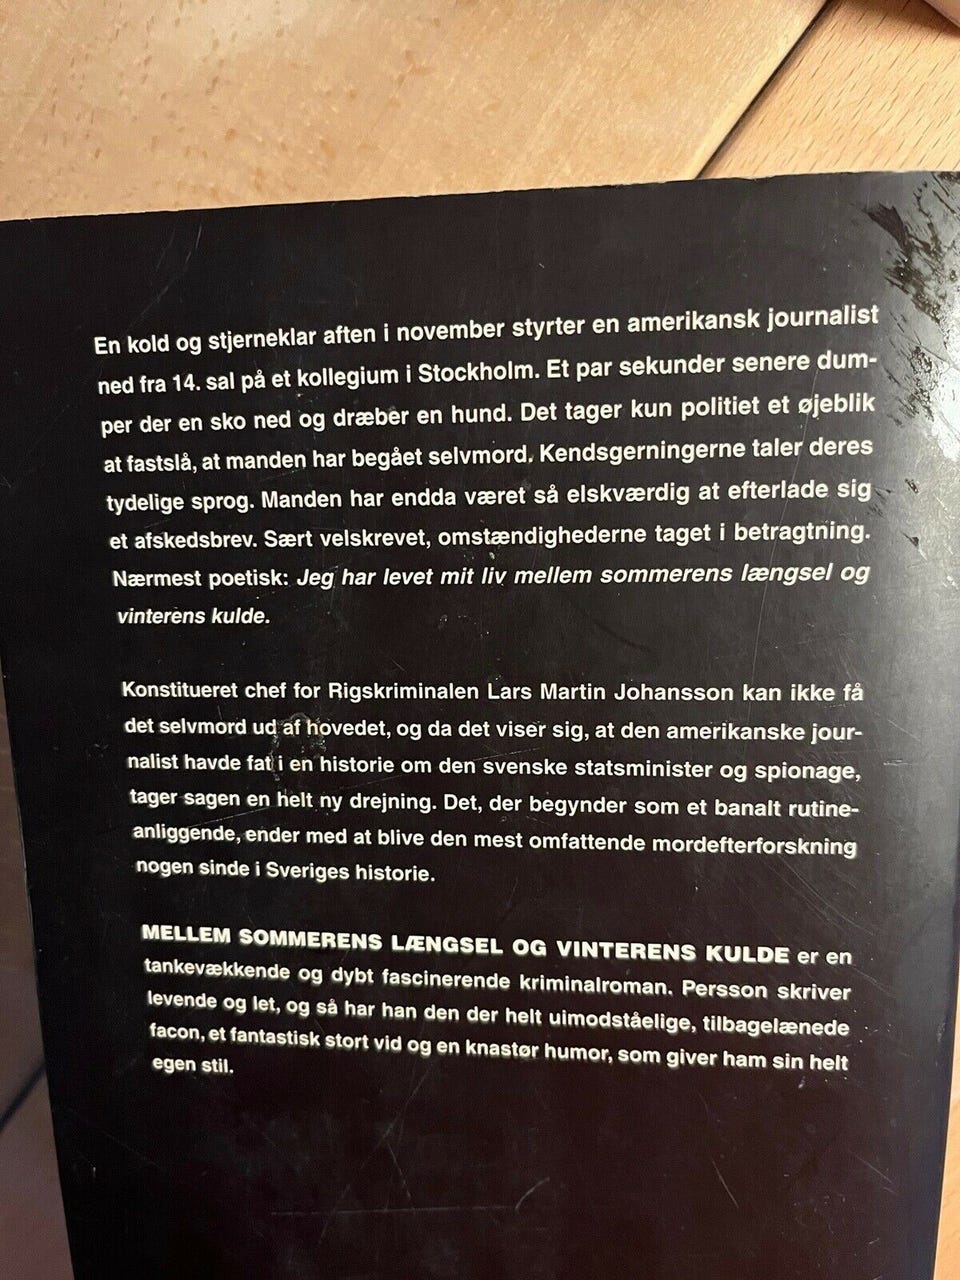 En kold og stjerneklar aften i november styrter en amerikansk journalist
ned fra 14. sal på et kollegium i Stockholm. Et par sekunder senere dum-
per der en sko ned og dræber en hund. Det tager kun politiet et øjeblik
at fastslå, at manden har begået selvmord. Kendsgerningerne taler deres
tydelige sprog. Manden har endda været så elskværdig at efterlade sig
et afskedsbrev. Sært velskrevet, omstændighederne taget i betragtning.
Nærmest poetisk: Jeg har levet mit liv mellem sommerens længsel og
vinterens kulde.
Konstitueret chef for Rigskriminalen Lars Martin Johansson kan ikke få
det selvmord ud af hovedet, og da det viser sig, at den amerikanske jour-
nalist havde fat i en historie om den svenske statsminister og spionage,
tager sagen en helt ny drejning. Det, der begynder som et banalt rutine-
anliggende, ender med at blive den mest omfattende mordefterforskning
nogen sinde i Sveriges historie.
MELLEM SOMMERENS LÆNGSEL OG VINTERENS KULDE er en
tankevækkende og dybt fascinerende kriminalroman. Persson skriver
levende og let, og så har han den der helt uimodståelige, tilbagelænede
facon, et fantastisk stort vid og en knastør humor, som giver ham sin helt
egen stil.